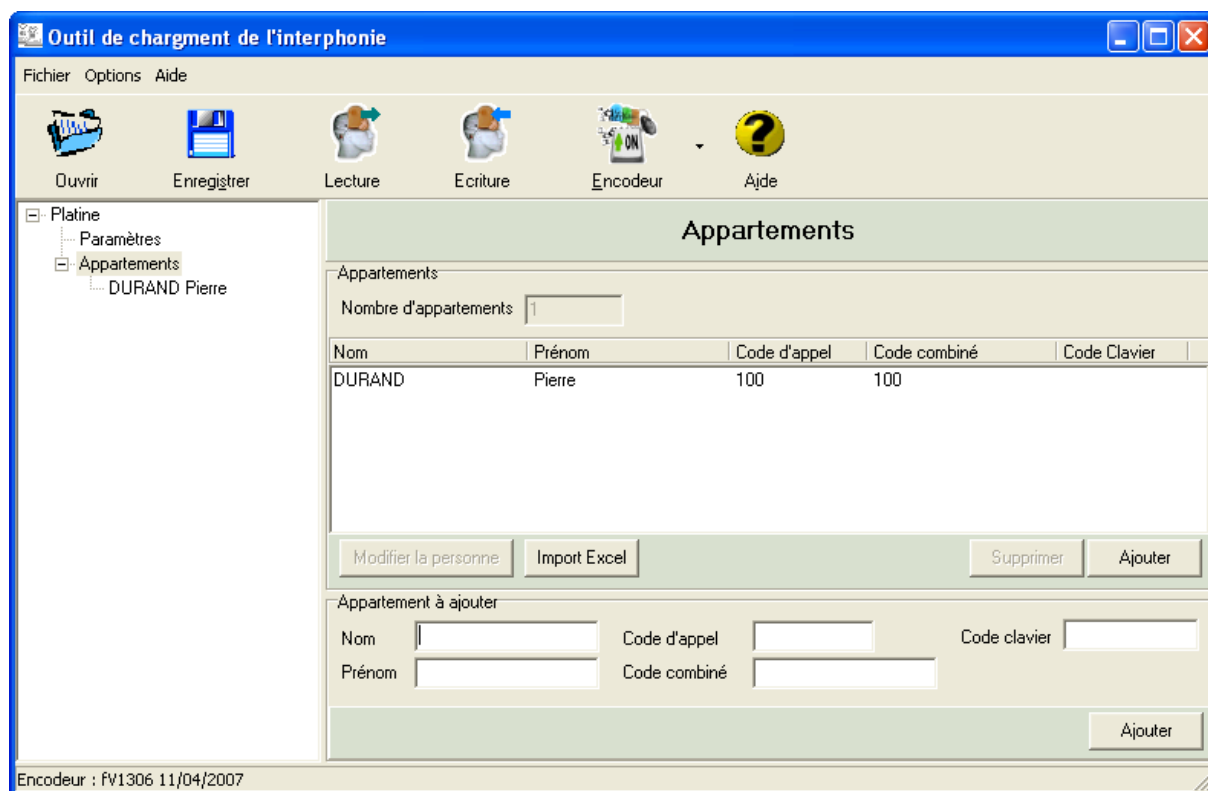 Outil de chargment de l'interphonie
Fichier Options Aide
ON
Ouvrir Enregistrer Lecture Ecriture Encodeur Aide
Platine
Paramètres
Appartements
DURAND Pierre
Appartements
Appartements
Nombre d'appartements 1
Nom Prénom Code d'appel Code combiné Code Clavier
DURAND Pierre 100 100
Modifier la personne Import Excel Supprimer Ajouter
Appartement à ajouter
Nom Code d'appel Code clavier
Prénom Code combiné
Ajouter
Encodeur : fV1306 11/04/2007